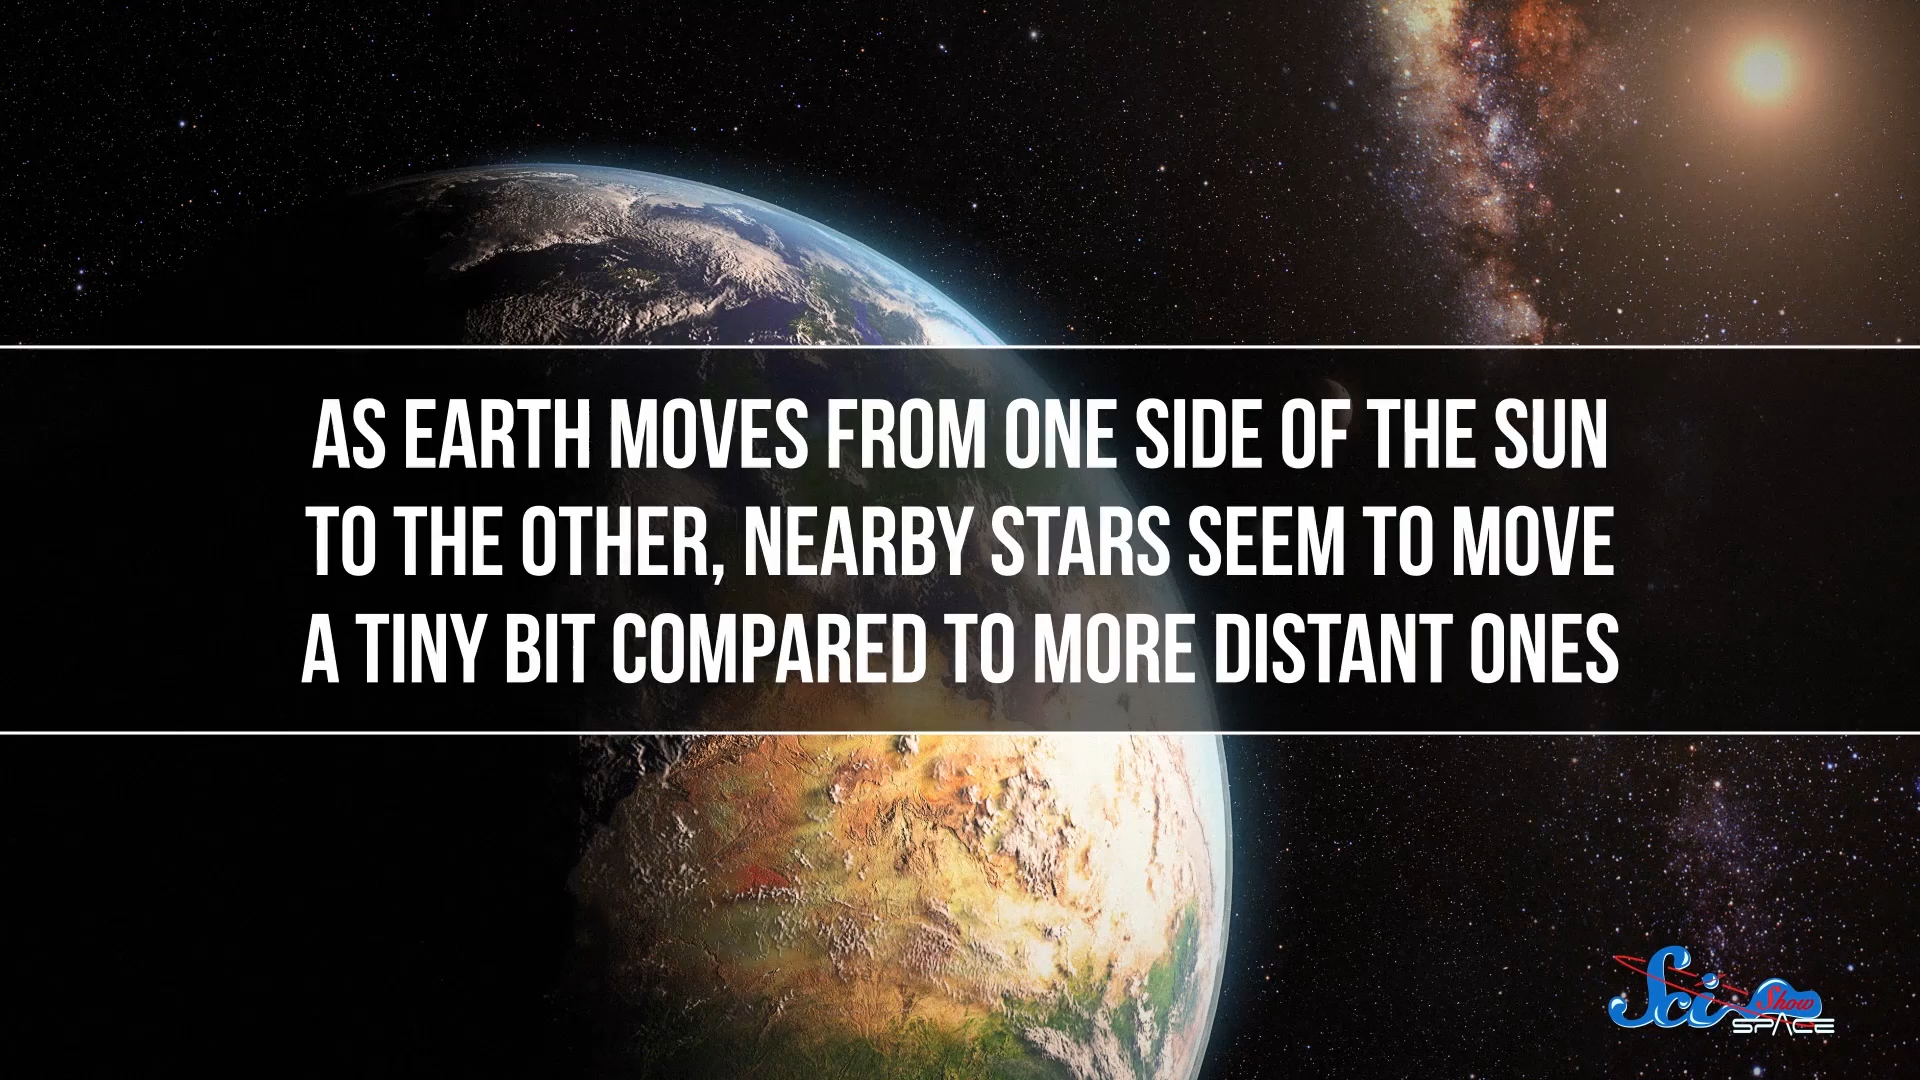 AS EARTH MOVES FROM ONE SIDE OF THE SUN
TO THE OTHER, NEARBY STARS SEEM TO MOVE
A TINY BIT COMPARED TO MORE DISTANT ONES
Sci Show
SPACE